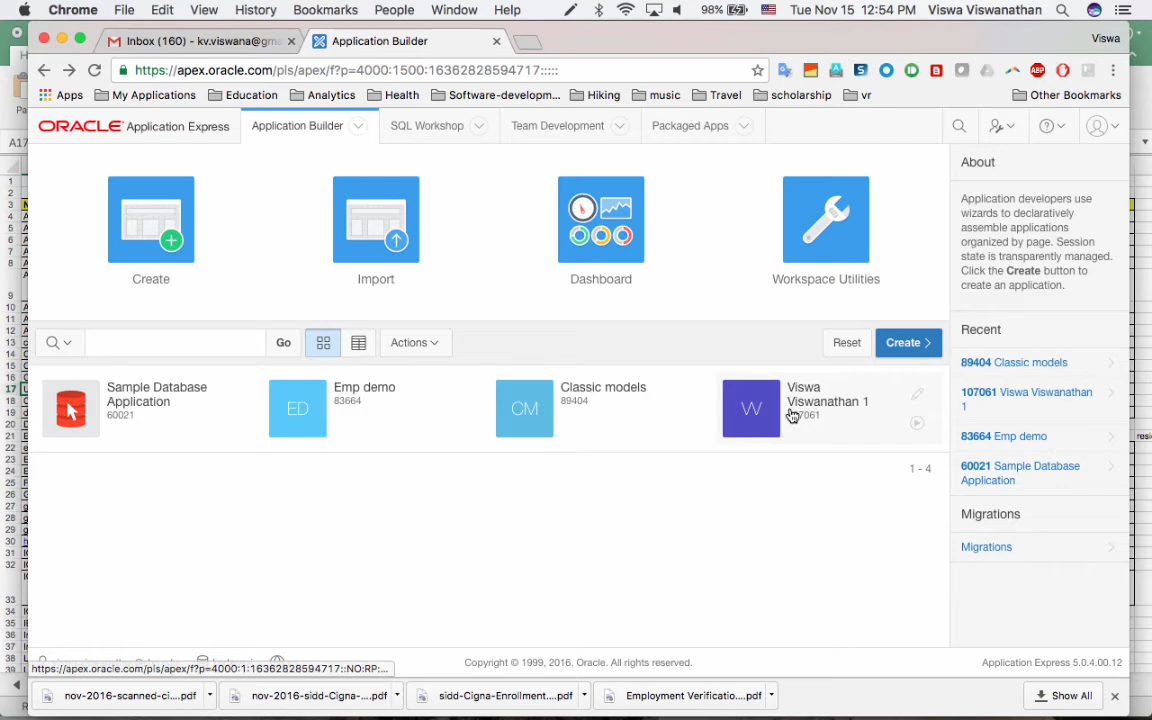 Chrome File Edit View History Bookmarks People Window Help 98% Tue Nov 15 12:54 PM Viswa Viswanathan
Inbox (160) - kv.viswana@gma
Application Builder
Viswa
https://apex.oracle.com/pls/apex/f?p=4000:1500:16362828594717:::::
Apps My Applications Education Analytics Health Software-developm... Hiking music Travel scholarship vr Other Bookmarks
ORACLE Application Express Application Builder SQL Workshop Team Development Packaged Apps
Create
Import
Dashboard
Workspace Utilities
Go
Actions
Reset
Create
Sample Database
Application
60021
ED
Emp demo
83664
CM
Classic models
89404
W
Viswa
Viswanathan 1
7061
1 - 4
About
Application developers use
wizards to declaratively
assemble applications
organized by page. Session
state is transparently managed.
Click the Create button to
create an application.
Recent
89404 Classic models
107061 Viswa Viswanathan
1
83664 Emp demo
60021 Sample Database
Application
Migrations
Migrations
https://apex.oracle.com/pls/apex/f?p=4000:1:16362828594717::NO:RP:...
Copyright © 1999, 2016, Oracle. All rights reserved.
Application Express 5.0.4.00.12
nov-2016-scanned-ci....pdf
nov-2016-sidd-Cigna-....pdf
sidd-Cigna-Enrollment....pdf
Employment Verificatio....pdf
Show All